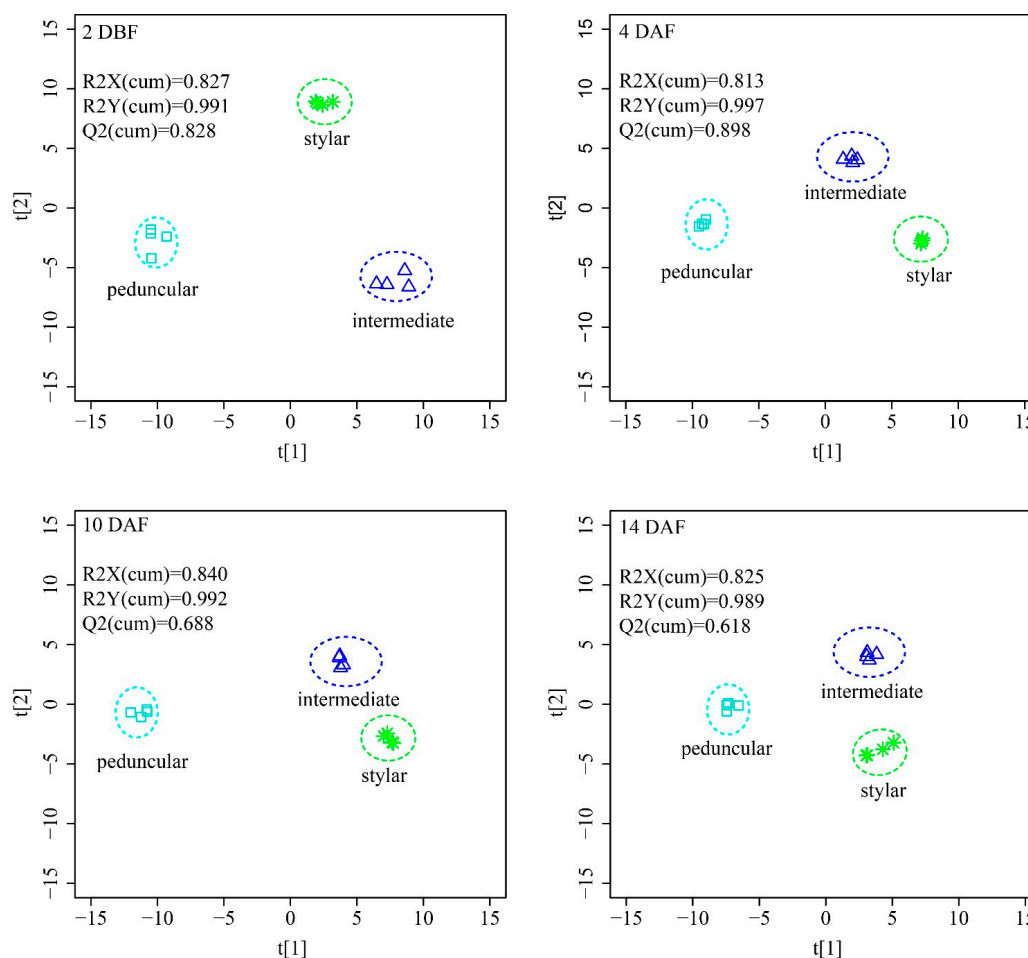 2 DBF
R2X(cum)=0.827
R2Y(cum)=0.991
Q2(cum)=0.828
stylar
peduncular
intermediate
t[2]
15
10
5
0
−5
−10
−15
−15
−10
−5
0
5
10
15
t[1]
4 DAF
R2X(cum)=0.813
R2Y(cum)=0.997
Q2(cum)=0.898
intermediate
peduncular
stylar
t[2]
15
10
5
0
−5
−10
−15
−15
−10
−5
0
5
10
15
t[1]
10 DAF
R2X(cum)=0.840
R2Y(cum)=0.992
Q2(cum)=0.688
intermediate
peduncular
stylar
t[2]
15
10
5
0
−5
−10
−15
−15
−10
−5
0
5
10
15
t[1]
14 DAF
R2X(cum)=0.825
R2Y(cum)=0.989
Q2(cum)=0.618
intermediate
peduncular
stylar
t[2]
15
10
5
0
−5
−10
−15
−15
−10
−5
0
5
10
15
t[1]